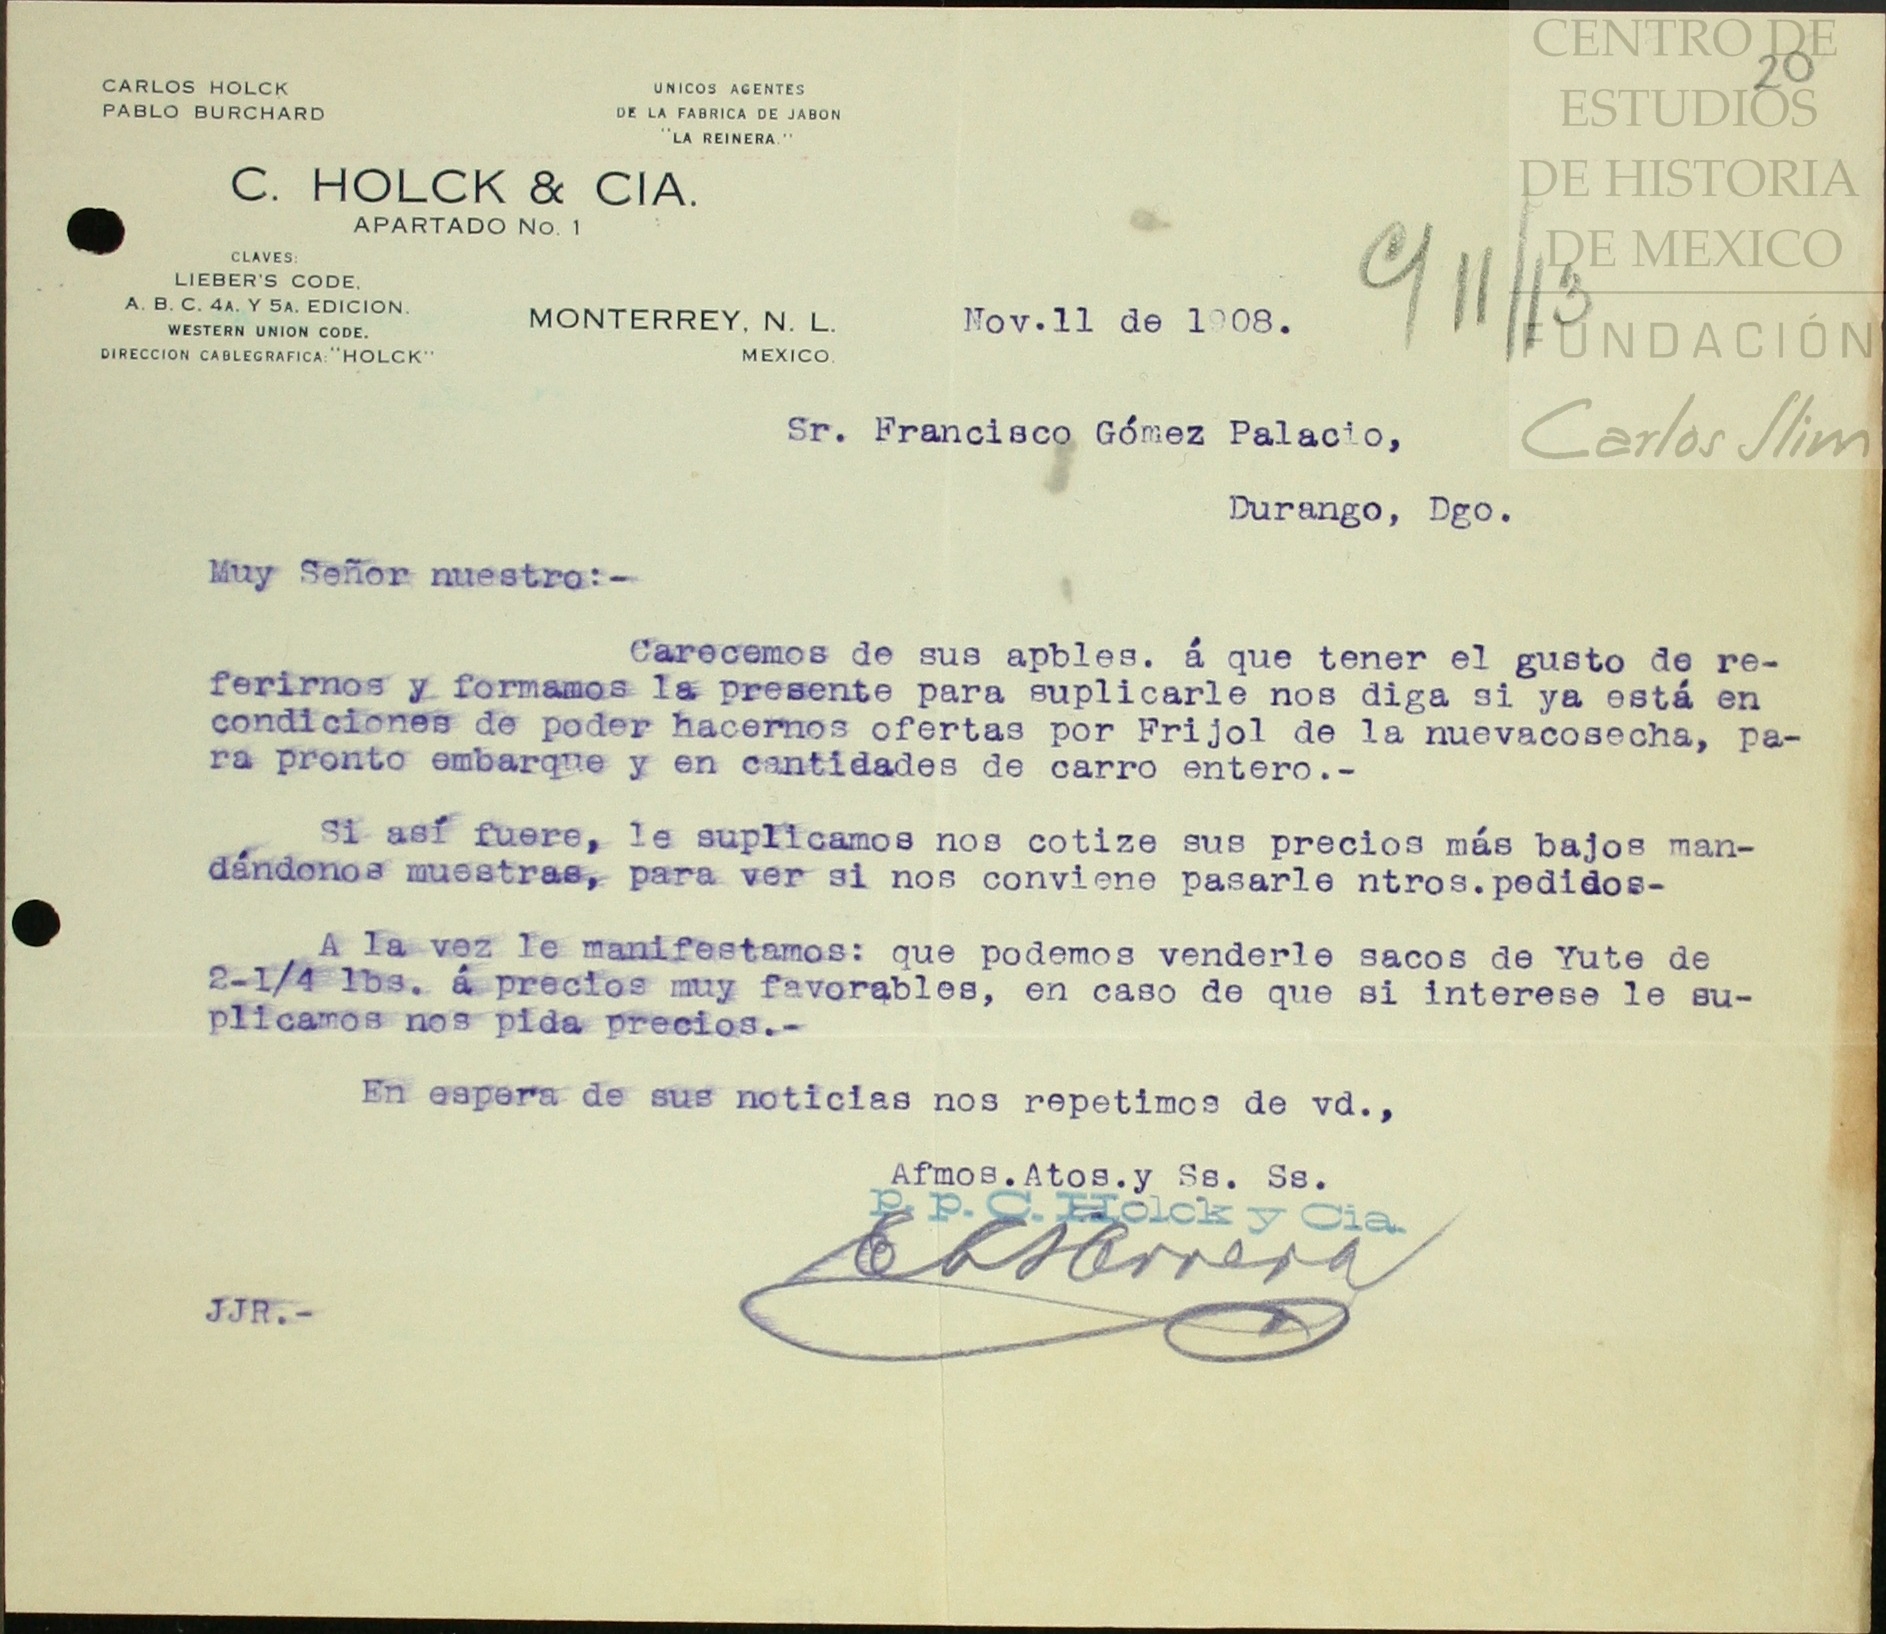 CENTRO DE
ESTUDIOS
DE HISTORIA
DE MEXICO
FUNDACIÓN
Carlos Slim
20
CARLOS HOLCK
PABLO BURCHARD
UNICOS AGENTES
DE LA FABRICA DE JABON
"LA REINERA."
C. HOLCK & CIA.
APARTADO No. 1
CLAVES:
LIEBER'S CODE,
A. B. C. 4A. Y 5A. EDICION.
WESTERN UNION CODE.
DIRECCION CABLEGRAFICA: "HOLCK"
MONTERREY, N. L.
MEXICO.
Nov.11 de 1908.
C/ 11/13
Sr. Francisco Gómez Palacio,
Durango, Dgo.
Muy Señor nuestro:-
Carecemos de sus apbles. á que tener el gusto de re-
ferirnos y formamos la presente para suplicarle nos diga si ya está en
condiciones de poder hacernos ofertas por Frijol de la nuevacosecha, pa-
ra pronto embarque y en cantidades de carro entero.-
Si así fuere, le suplicamos nos cotize sus precios más bajos man-
dándonos muestras, para ver si nos conviene pasarle ntros.pedidos-
A la vez le manifestamos: que podemos venderle sacos de Yute de
2-1/4 lbs. á precios muy favorables, en caso de que si interese le su-
plicamos nos pida precios.-
En espera de sus noticias nos repetimos de vd.,
Afmos.Atos.y Ss. Ss.
p. p. C. Holck y Cia.
JJR.-